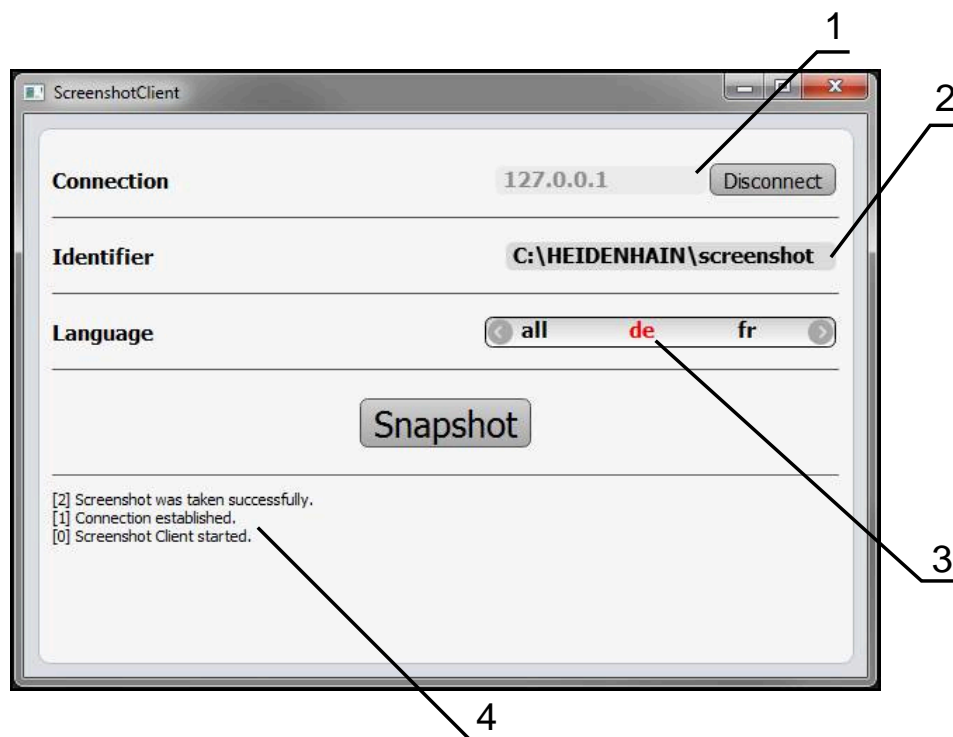 1
ScreenshotClient
2
Connection 127.0.0.1 Disconnect
Identifier C:\HEIDENHAIN\screenshot
Language all de fr
Snapshot
[2] Screenshot was taken successfully.
[1] Connection established.
[0] Screenshot Client started.
3
4